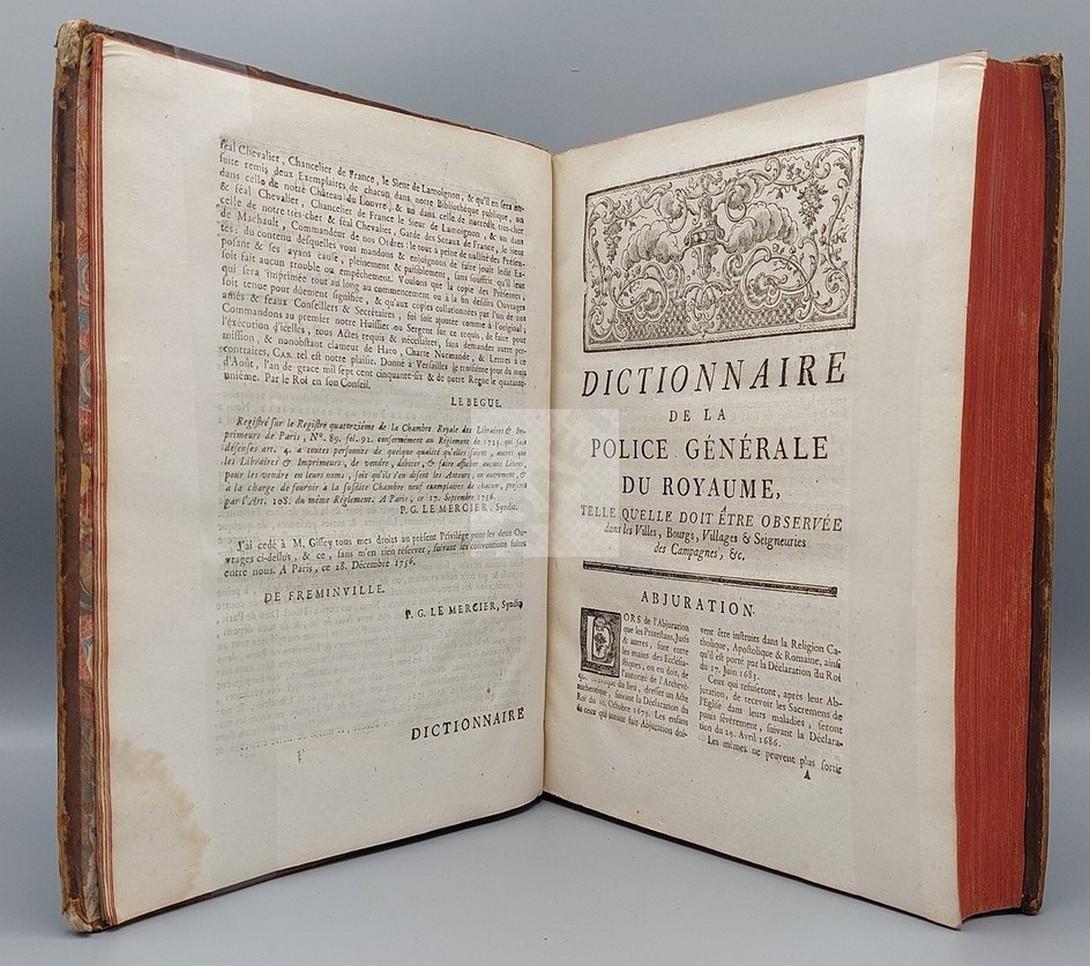 féal Chevalier, Chancelier de France, le Sieur de Lamoignon, & qu'il en sera en-
suite remis deux Exemplaires de chacun dans notre Bibliothéque publique, un
dans celle de notre Château du Louvre, & un dans celle de notredit très-cher
& féal Chevalier, Chancelier de France le Sieur de Lamoignon, & un dans
celle de notre très-cher & féal Chevalier, Garde des Sceaux de France, le Sieur
de Machault, Commandeur de nos Ordres: le tout à peine de nullité des Présen-
tes: du contenu desquelles vous mandons & enjoignons de faire jouir ledit Ex-
posant & ses ayans cause, pleinement & paisiblement, sans souffrir qu'il leur
soit fait aucun trouble ou empêchement. Voulons que la copie des Présentes,
qui sera imprimée tout au long au commencement ou à la fin desdits Ouvrages
soit tenue pour dûement signifiée, & qu'aux copies collationnées par l'un de nos
amés & feaux Conseillers & Secrétaires, foi soit ajoutée comme à l'original,
Commandons au premier notre Huissier ou Sergent sur ce requis, de faire pour
l'éxécution d'icelles, tous Actes requis & nécessaires, sans demander autre per-
mission, & nonobstant clameur de Haro, Charte Normande, & Lettres à ce
contraires, CAR tel est notre plaisir. Donné à Versailles le troisiéme jour du mois
d'Août, l'an de grace mil sept cent cinquante-six & de notre Regne le quarante-
uniéme. Par le Roi en son Conseil.
LE BEGUE.
Registré sur le Registre quatorziéme de la Chambre Royale des Libraires & Im-
primeurs de Paris, N°. 89. fol. 92. conformément au Réglement de 1723. qui fait
défenses art. 4. à toutes personnes de quelque qualité qu'elles soient, autres que
les Libraires & Imprimeurs, de vendre, débiter, & faire afficher aucuns Livres,
pour les vendre en leurs noms, soit qu'ils s'en disent les Auteurs, ou autrement, &
à la charge de fournir à la susdite Chambre neuf exemplaires de chacun, préscrits
par l'Art. 108. du même Réglement. A Paris, ce 17. Septembre 1756.
P. G. LE MERCIER, Syndic.
J'ai cedé à M. Gissey tous mes droits au présent Privilége pour les deux Ou-
vrages ci-dessus, & ce, sans m'en rien réserver, suivant les conventions faites
entre nous. A Paris, ce 28. Décembre 1756.
DE FREMINVILLE.
P. G. LE MERCIER, Syndic
DICTIONNAIRE
DICTIONNAIRE
DE LA
POLICE GÉNÉRALE
DU ROYAUME,
TELLE QUELLE DOIT ÊTRE OBSERVÉE
dans les Villes, Bourgs, Villages & Seigneuries
des Campagnes, &c.
ABJURATION.
LORS de l'Abjuration
que les Protestans, Juifs
& autres, font entre
les mains des Ecclésia-
stiques, on en doit, de
l'autorité de l'Archevê-
que ou Evêque du lieu, dresser un Acte
authentique, suivant la Déclaration du
Roi du 10. Octobre 1679. Les enfans
de ceux qui auront fait Abjuration doi-
vent être instruits dans la Religion Ca-
tholique, Apostolique & Romaine, ainsi
qu'il est porté par la Déclaration du Roi
du 17. Juin 1683.
Ceux qui refuseront, après leur Ab-
juration, de recevoir les Sacremens de
l'Eglise dans leurs maladies, seront
punis sévérement, suivant la Déclara-
tion du 29. Avril 1686.
Les mêmes ne peuvent plus sortir
A